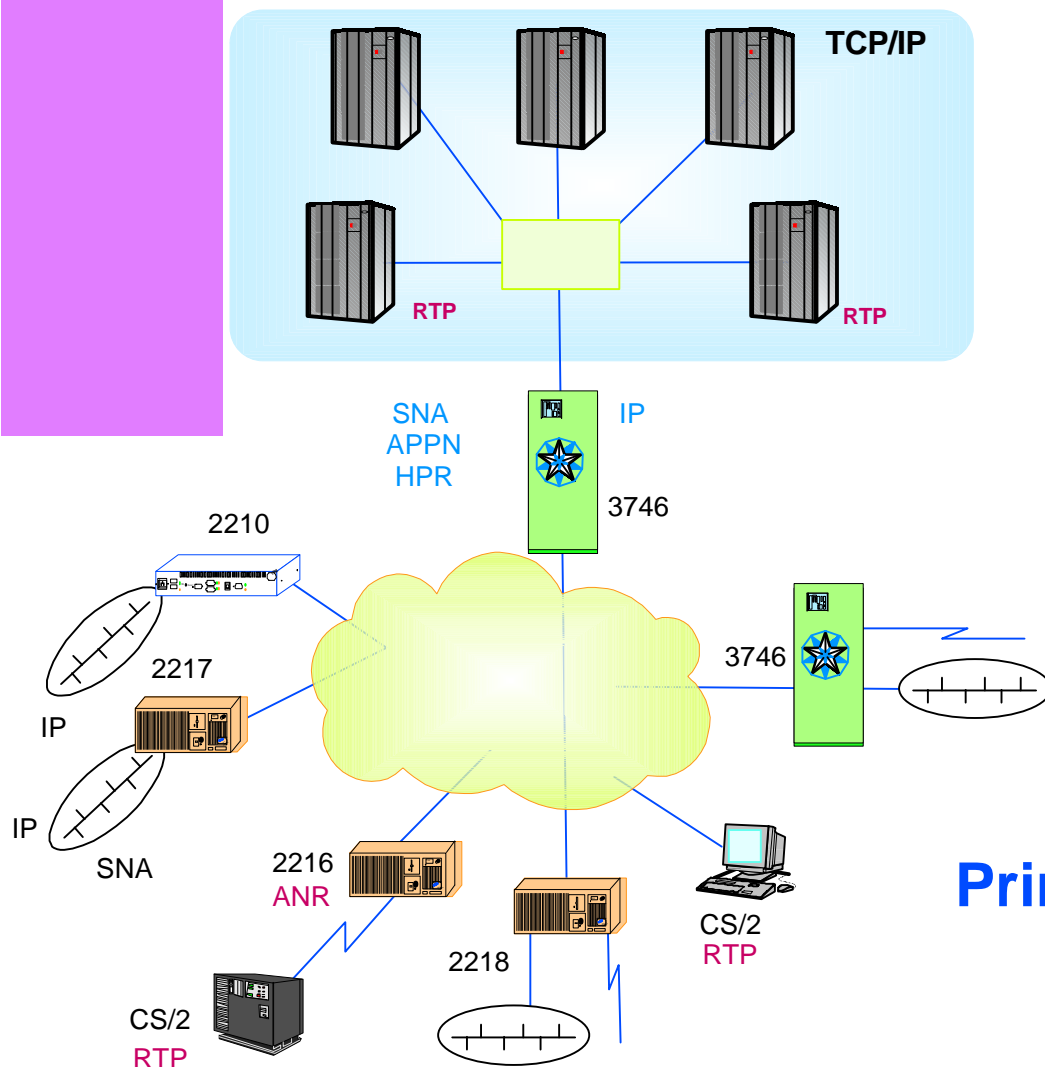 TCP/IP
RTP
RTP
SNA
APPN
HPR
IP
3746
2210
2217
3746
IP
IP
SNA
2216
ANR
2218
CS/2
RTP
CS/2
RTP